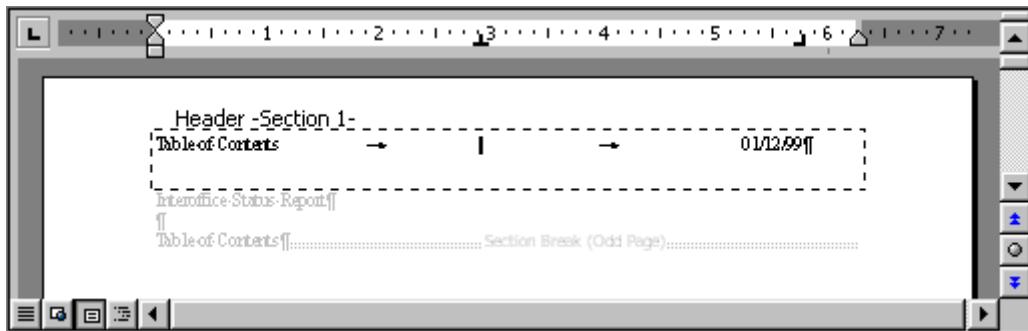 1 2 3 4 5 6 7
Header -Section 1-
Table of Contents → | → 01/12/99¶
Interoffice·Status·Report¶
¶
Table of Contents¶ Section Break (Odd Page)